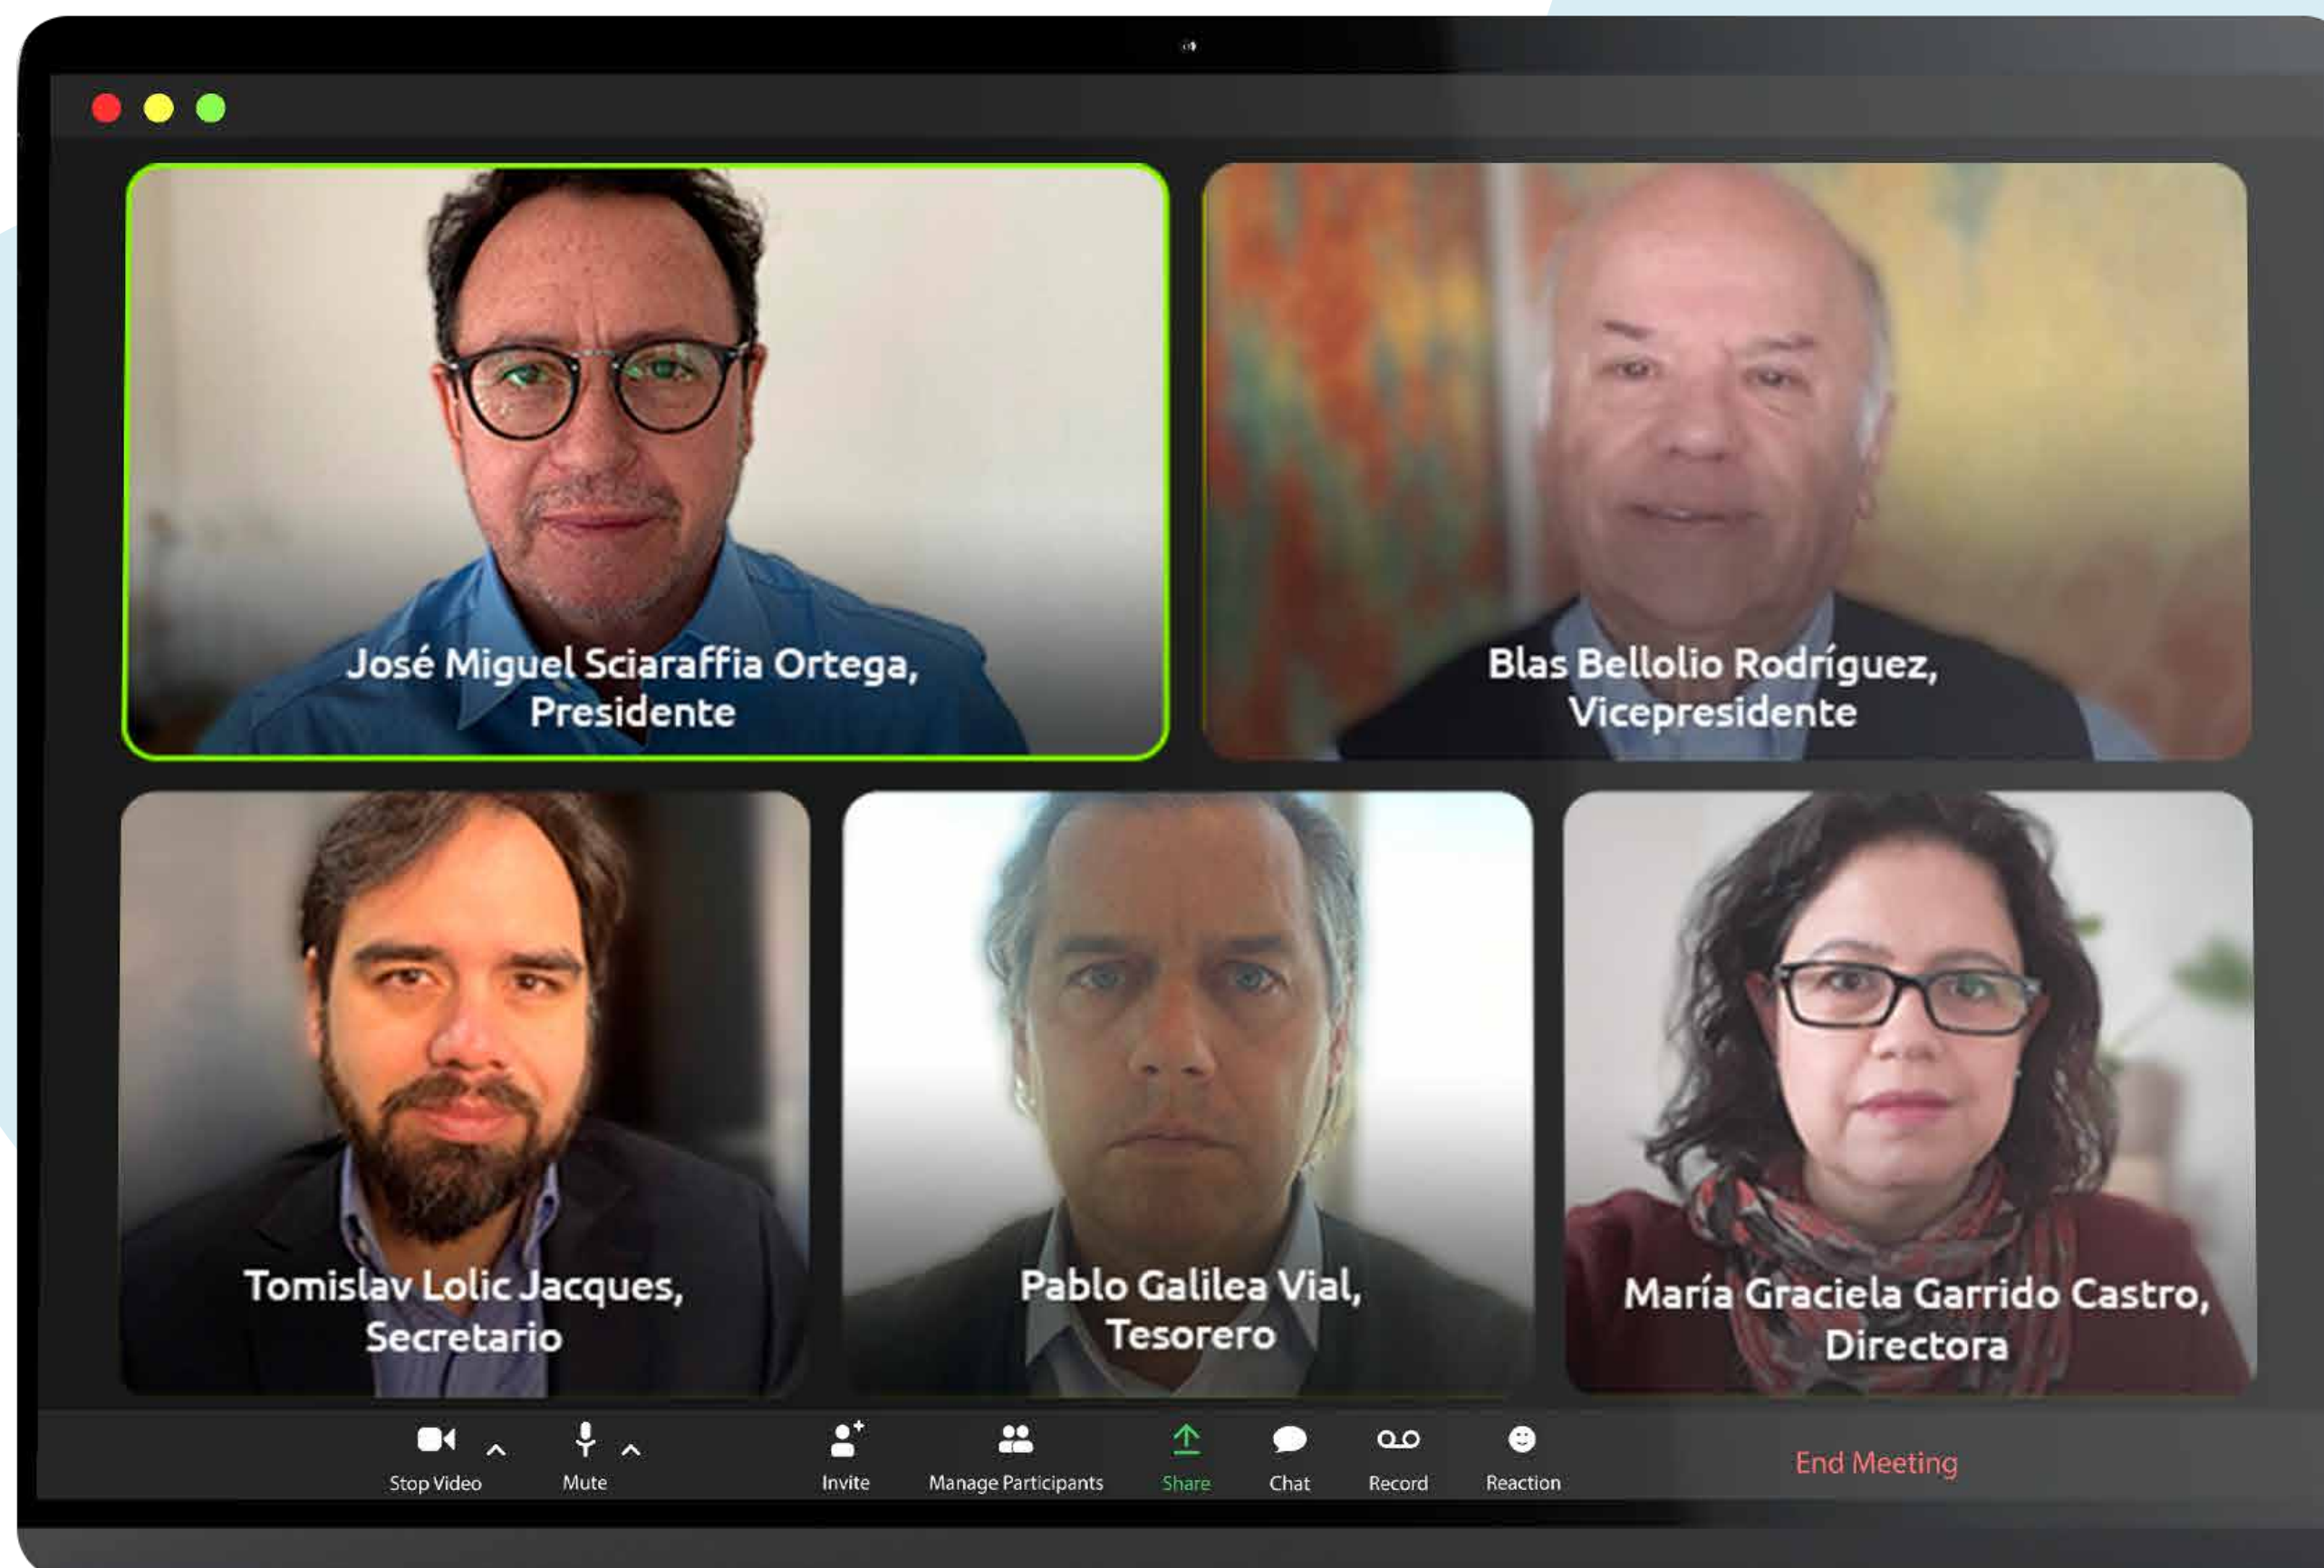 José Miguel Sciaraffia Ortega,
Presidente
Blas Bellolio Rodríguez,
Vicepresidente
Tomislav Lolic Jacques,
Secretario
Pablo Galilea Vial,
Tesorero
María Graciela Garrido Castro,
Directora
Stop Video
Mute
Invite
Manage Participants
Share
Chat
Record
Reaction
End Meeting